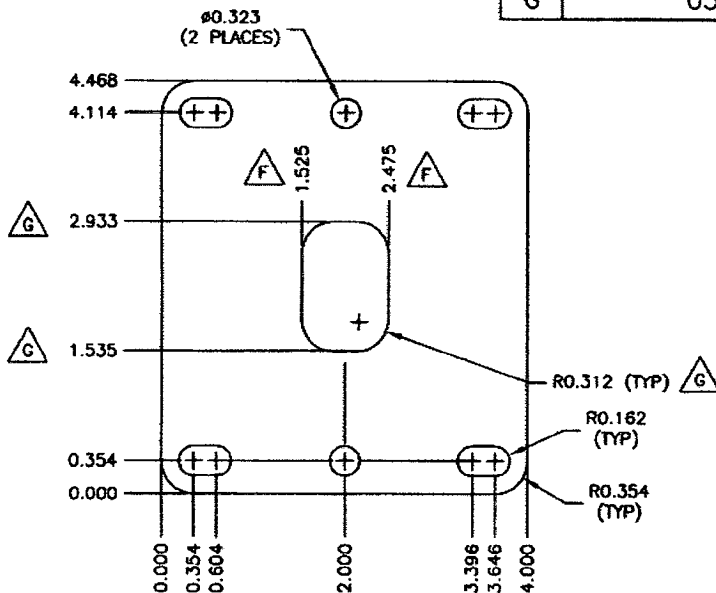 G
ø0.323
(2 PLACES)
4.468
4.114
F
1.525
2.475
F
G
2.933
G
1.535
R0.312 (TYP)
G
R0.162
(TYP)
0.354
0.000
R0.354
(TYP)
0.000
0.354
0.604
2.000
3.396
3.646
4.000